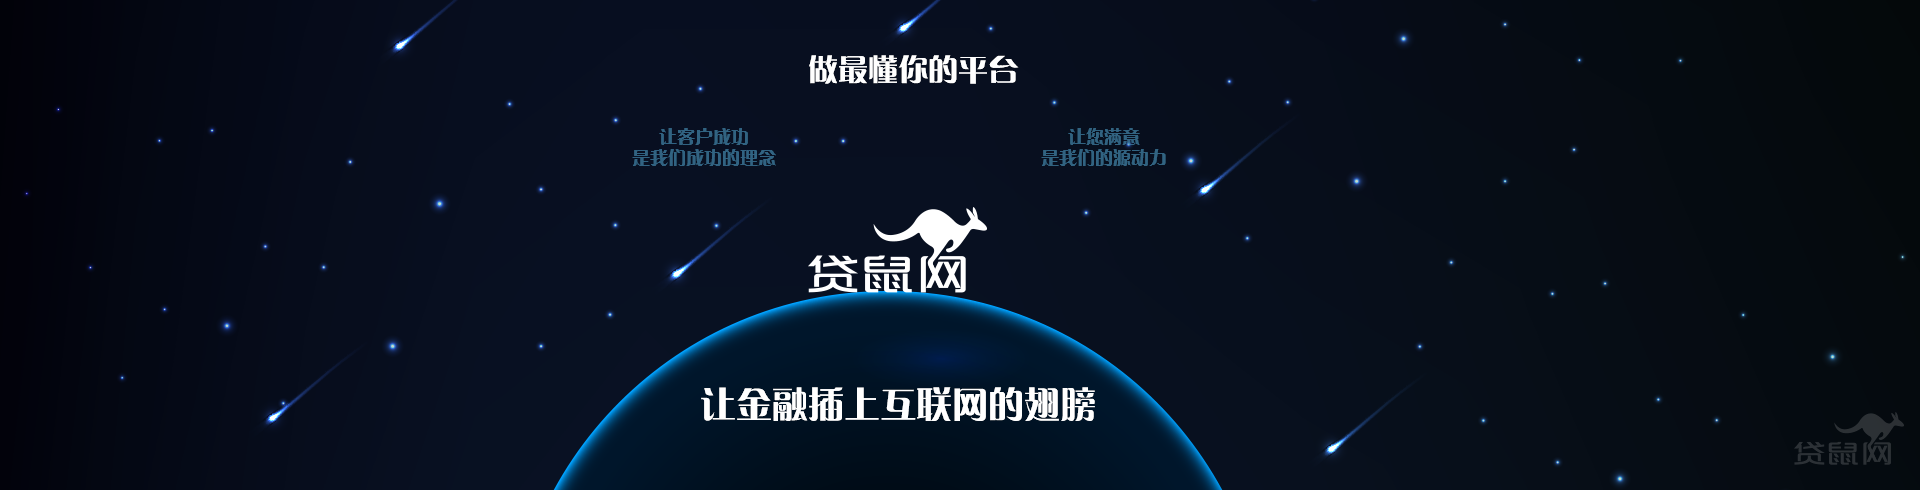 做最懂你的平台
让客户成功
是我们成功的理念
让您满意
是我们的源动力
贷鼠网
让金融插上互联网的翅膀
贷鼠网